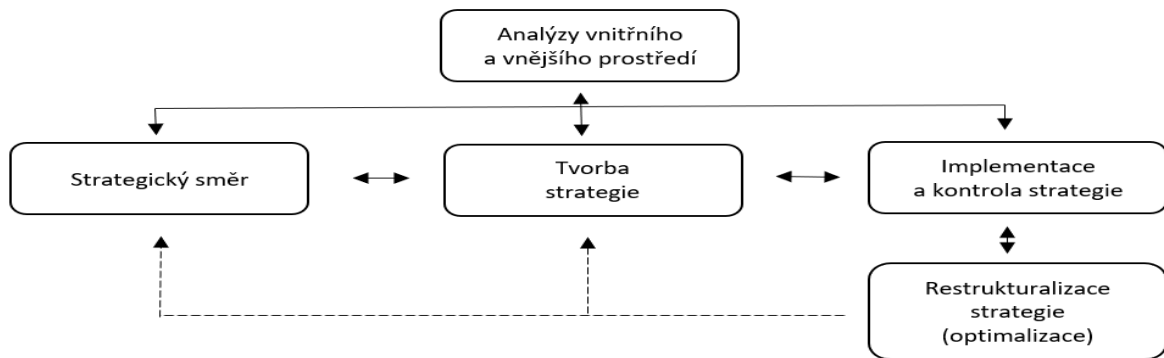 Analýzy vnitřního
a vnějšího prostředí
Strategický směr
Tvorba
strategie
Implementace
a kontrola strategie
Restrukturalizace
strategie
(optimalizace)